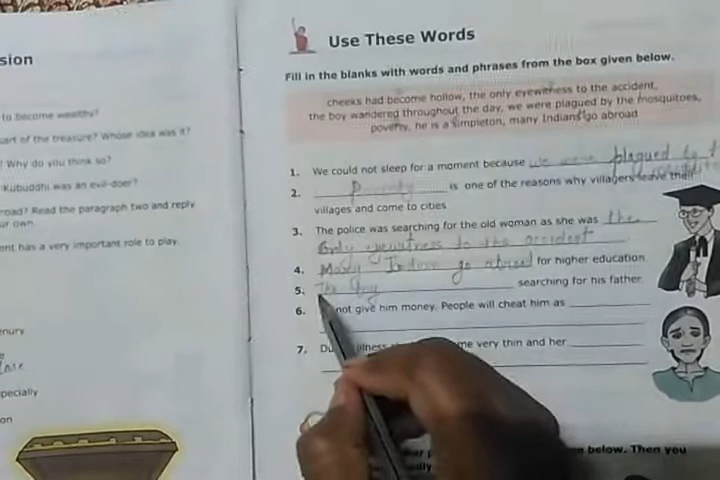 sion
to become wealthy?
art of the treasure? Whose idea was it?
! Why do you think so?
Kubuddhi was an evil-doer?
road? Read the paragraph two and reply
ur own.
ent has a very important role to play.
enury
pecially
on
Use These Words
Fill in the blanks with words and phrases from the box given below.
cheeks had become hollow, the only eyewitness to the accident,
the boy wandered throughout the day, we were plagued by the mosquitoes,
poverty, he is a simpleton, many Indians go abroad
1. We could not sleep for a moment because we were plagued by t
2. Poverty is one of the reasons why villagers leave their
villages and come to cities.
3. The police was searching for the old woman as she was the
Only eyewitness to the accident
4. Many Indian go abroad for higher education.
5. The boy searching for his father.
6. not give him money. People will cheat him as
7. Du illness me very thin and her
below. Then you